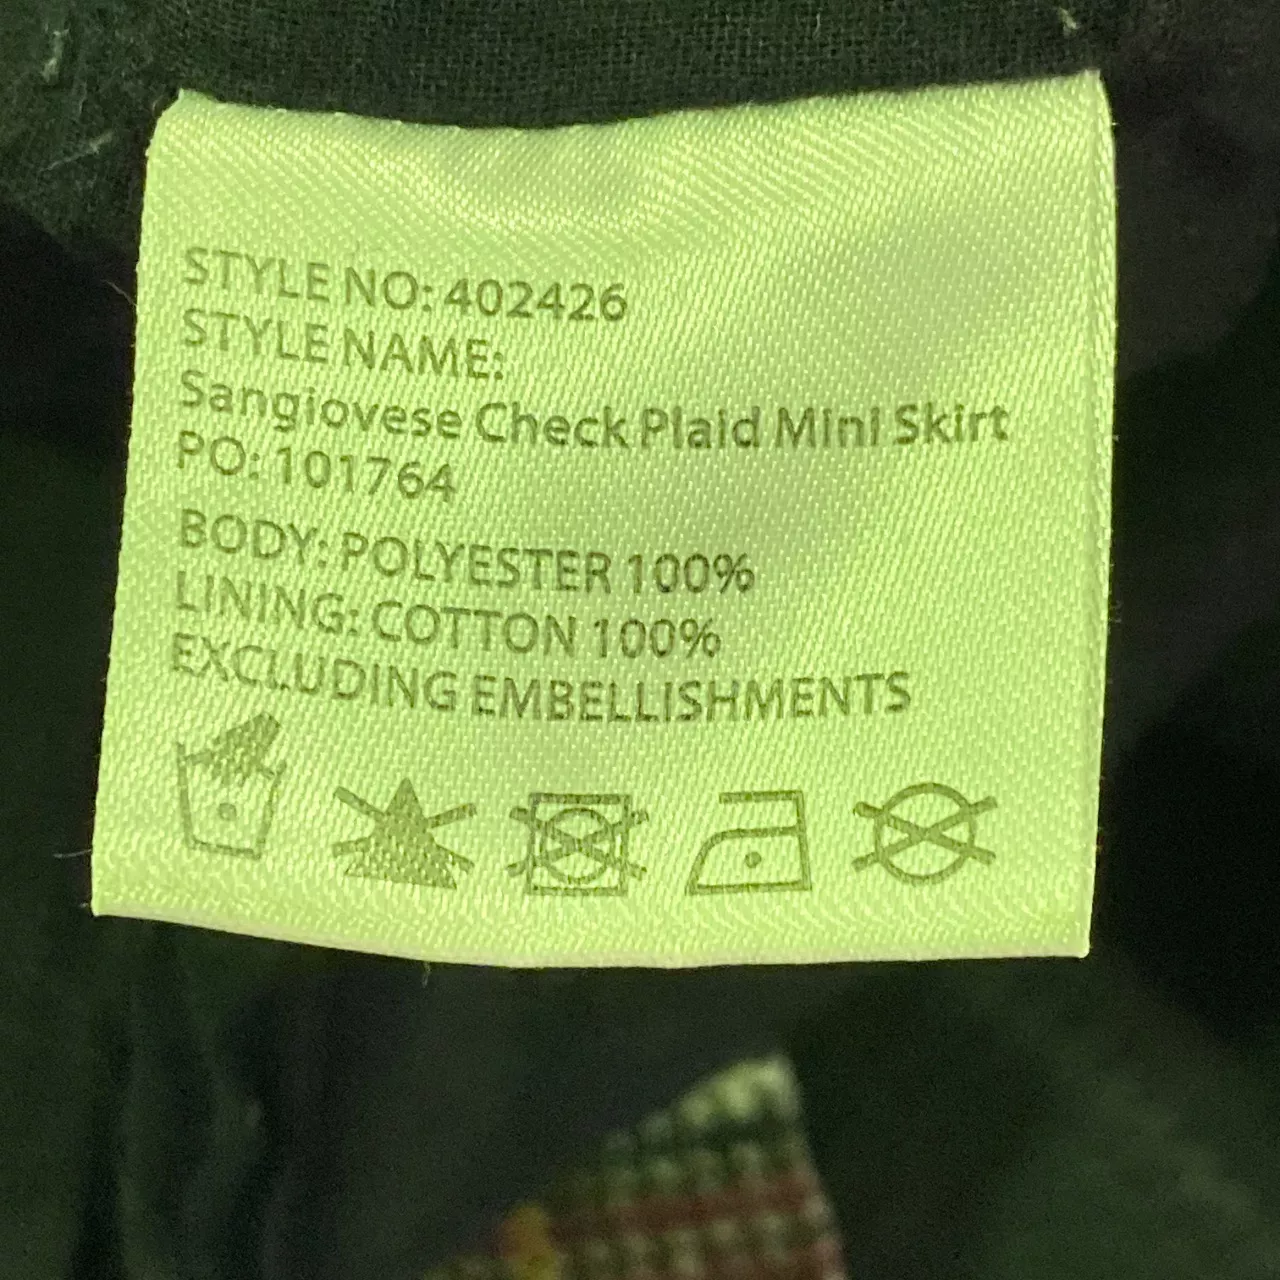 STYLE NO: 402426
STYLE NAME:
Sangiovese Check Plaid Mini Skirt
PO: 101764
BODY: POLYESTER 100%
LINING: COTTON 100%
EXCLUDING EMBELLISHMENTS